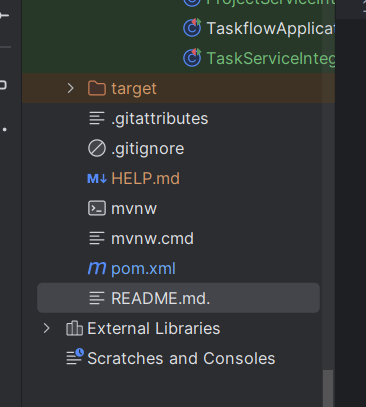 ProjectServiceInt
TaskflowApplicat
TaskServiceInteg
target
.gitattributes
.gitignore
M↓ HELP.md
mvnw
mvnw.cmd
m pom.xml
README.md.
External Libraries
Scratches and Consoles